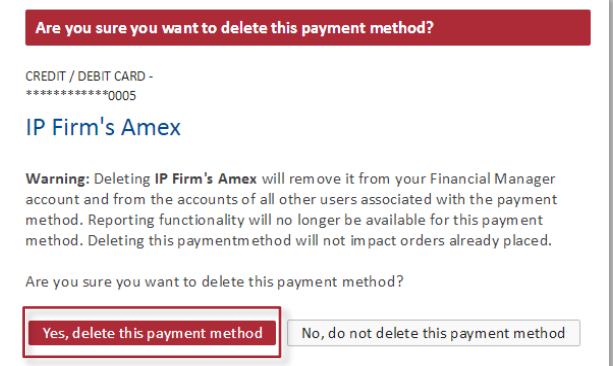 Are you sure you want to delete this payment method?
CREDIT / DEBIT CARD -
************0005
IP Firm's Amex
Warning: Deleting IP Firm's Amex will remove it from your Financial Manager
account and from the accounts of all other users associated with the payment
method. Reporting functionality will no longer be available for this payment
method. Deleting this paymentmethod will not impact orders already placed.
Are you sure you want to delete this payment method?
Yes, delete this payment method
No, do not delete this payment method